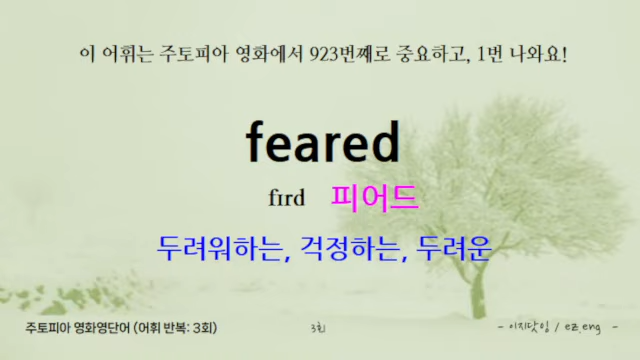 이 어휘는 주토피아 영화에서 923번째로 중요하고, 1번 나와요!
feared
fɪrd 피어드
두려워하는, 걱정하는, 두려운
주토피아 영화영단어 (어휘 반복: 3회) 3회 - 이지닷잉 / ez.eng -